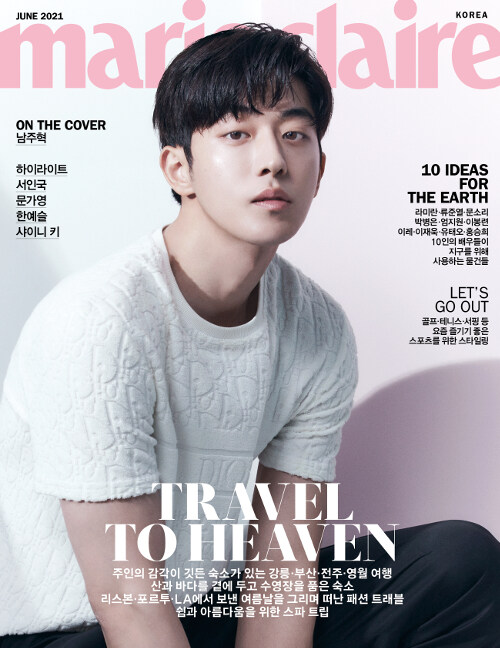 JUNE 2021
KOREA
marie claire
ON THE COVER
남주혁
하이라이트
서인국
문가영
한예슬
샤이니 키
10 IDEAS
FOR
THE EARTH
라미란·류준열·문소리
박병은·엄지원·이봉련
이레·이재욱·유태오·홍승희
10인의 배우들이
지구를 위해
사용하는 물건들
LET'S
GO OUT
골프·테니스·서핑 등
요즘 즐기기 좋은
스포츠를 위한 스타일링
DIOR
TRAVEL
TO HEAVEN
주인의 감각이 깃든 숙소가 있는 강릉·부산·전주·영월 여행
산과 바다를 곁에 두고 수영장을 품은 숙소
리스본·포르투·LA에서 보낸 여름날을 그리며 떠난 패션 트래블
쉼과 아름다움을 위한 스파 트립